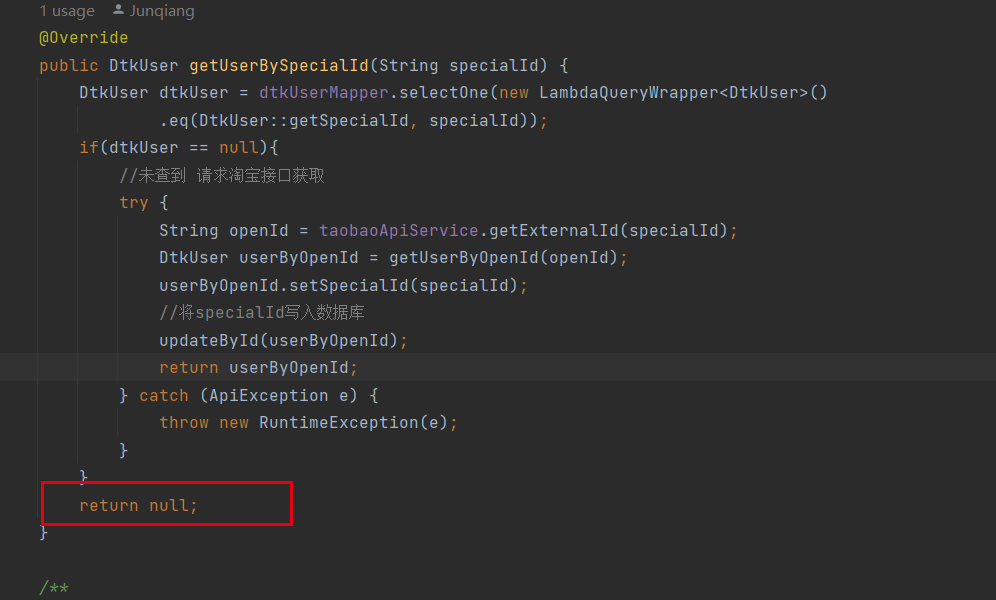 1 usage Junqiang
@Override
public DtkUser getUserBySpecialId(String specialId) {
DtkUser dtkUser = dtkUserMapper.selectOne(new LambdaQueryWrapper<DtkUser>()
.eq(DtkUser::getSpecialId, specialId));
if(dtkUser == null){
//未查到 请求淘宝接口获取
try {
String openId = taobaoApiService.getExternalId(specialId);
DtkUser userByOpenId = getUserByOpenId(openId);
userByOpenId.setSpecialId(specialId);
//将specialId写入数据库
updateById(userByOpenId);
return userByOpenId;
} catch (ApiException e) {
throw new RuntimeException(e);
}
}
return null;
}
/**